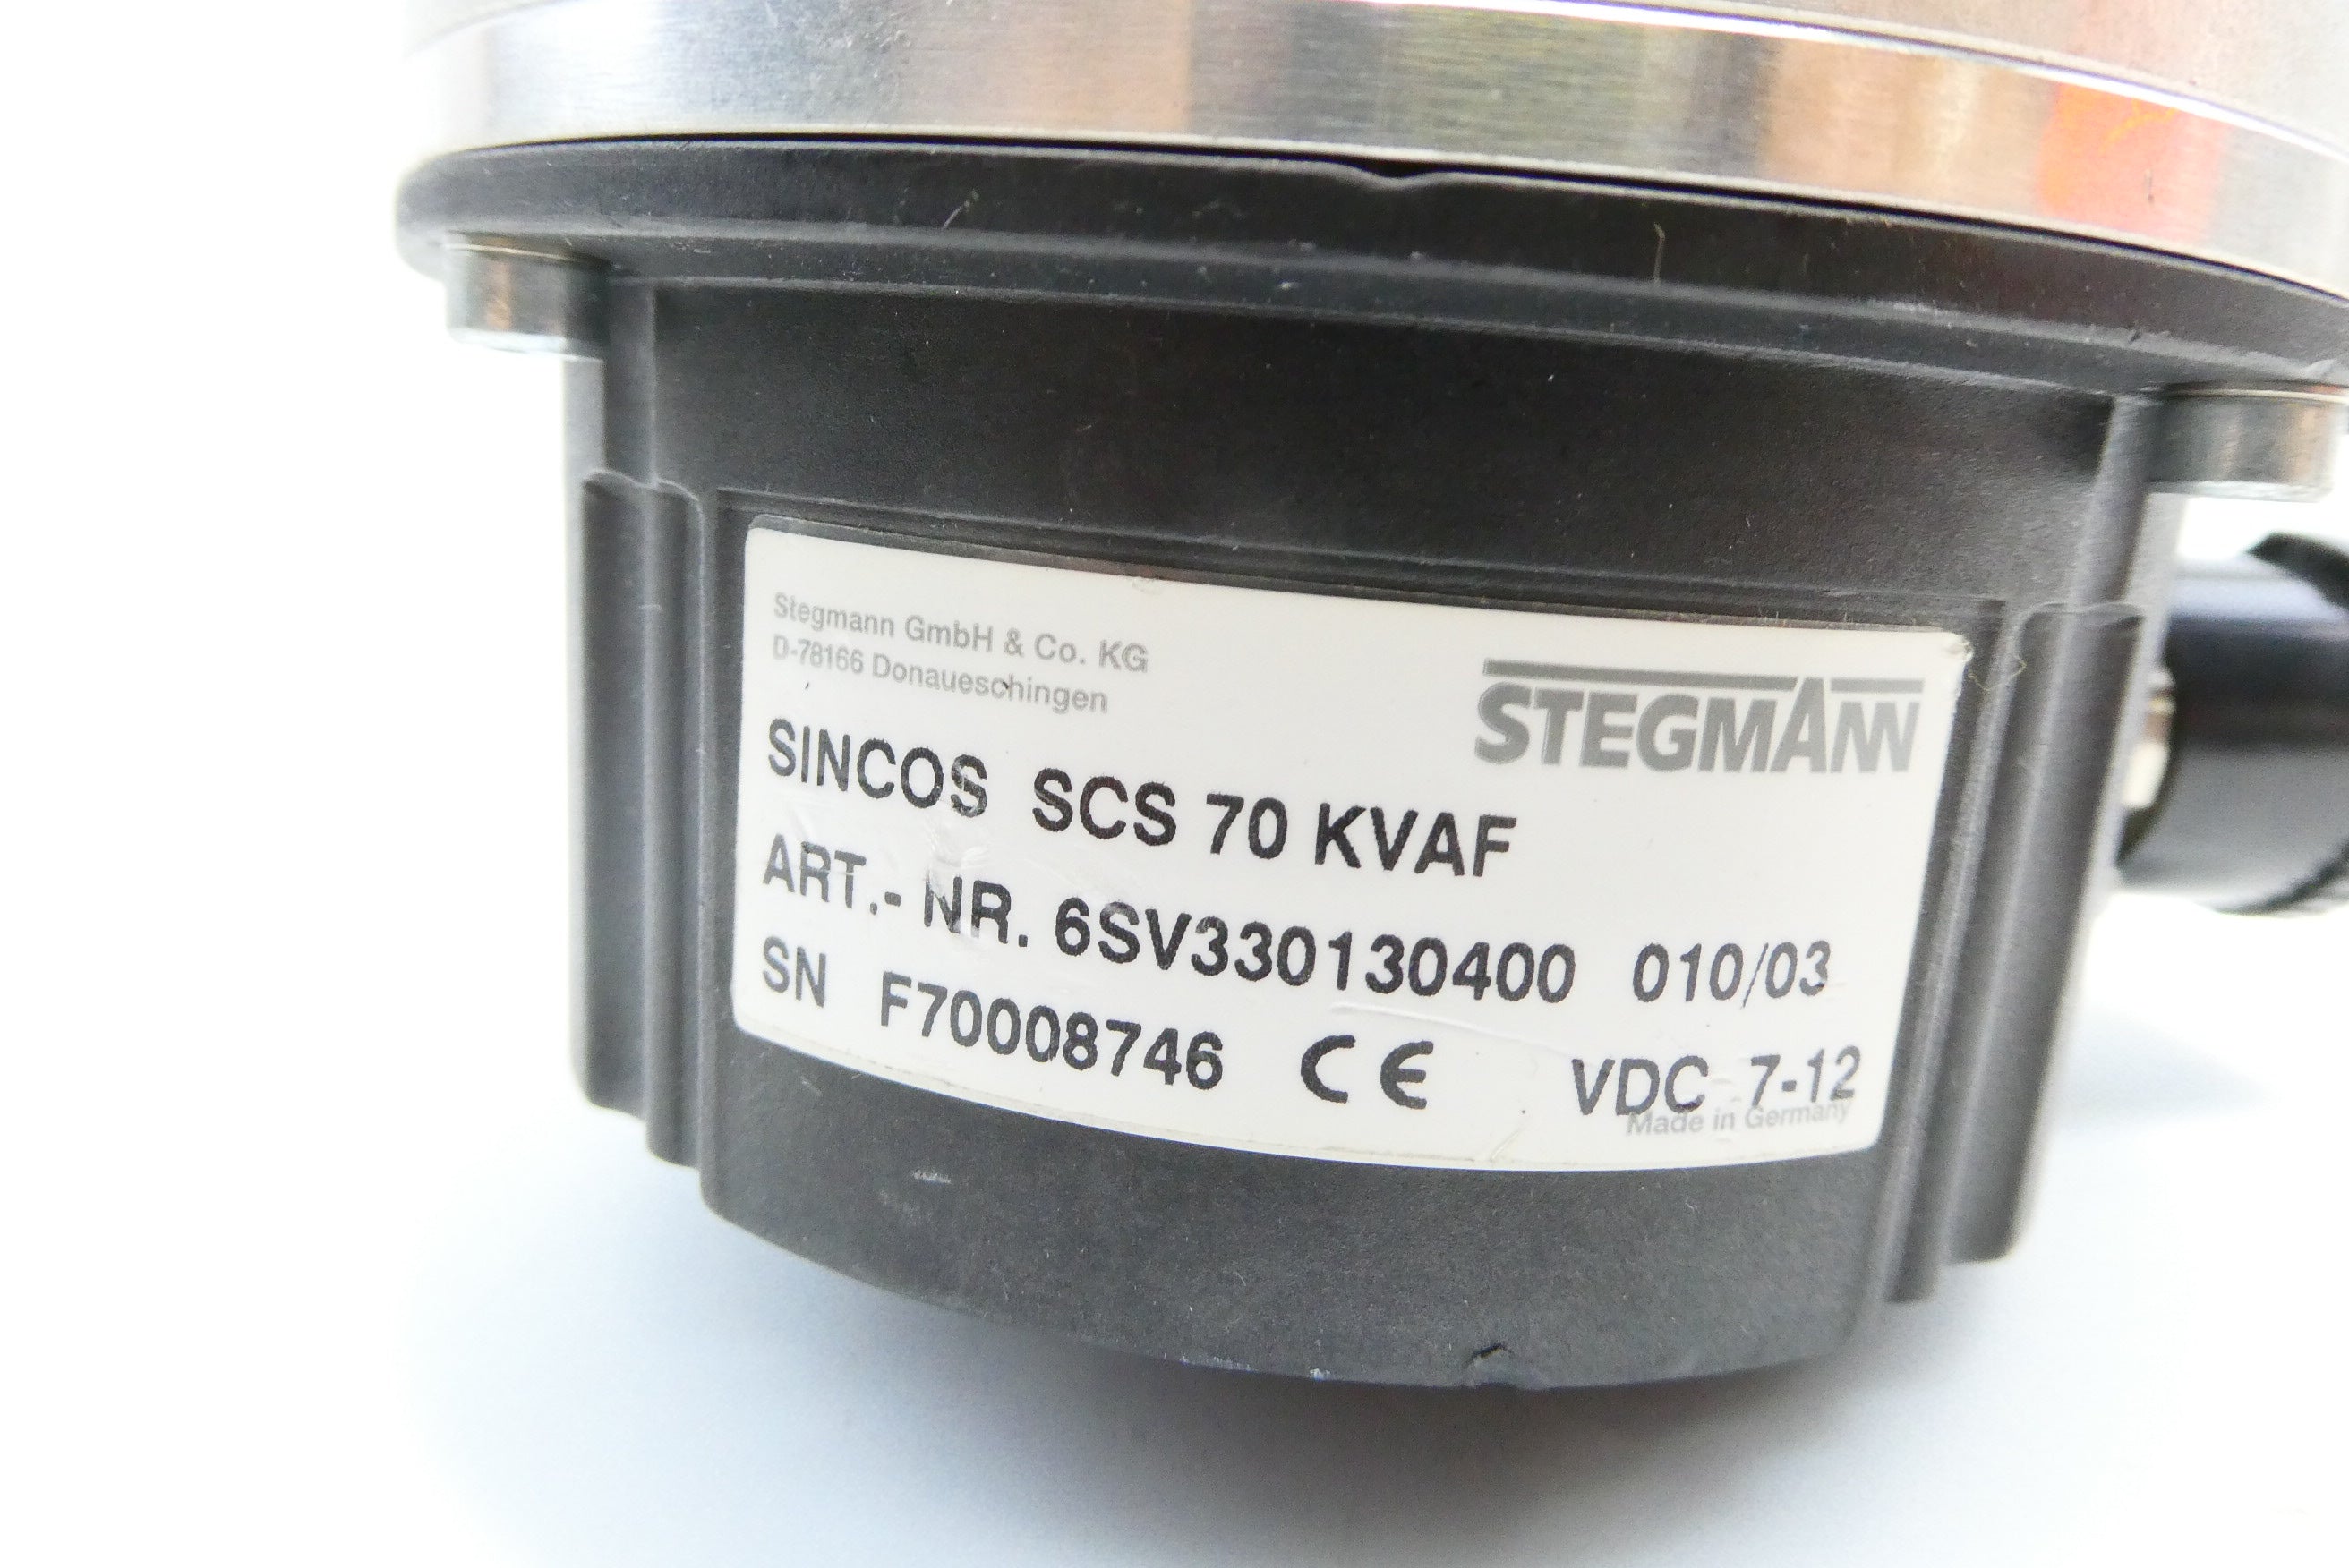 Stegmann GmbH & Co. KG
D-78166 Donaueschingen
STEGMANN
SINCOS SCS 70 KVAF
ART.- NR. 6SV330130400 010/03
SN F70008746 CE VDC 7-12
Made in Germany